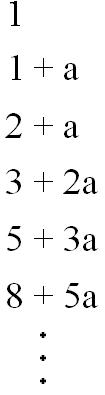 1
1 + a
2 + a
3 + 2a
5 + 3a
8 + 5a
.
.
.